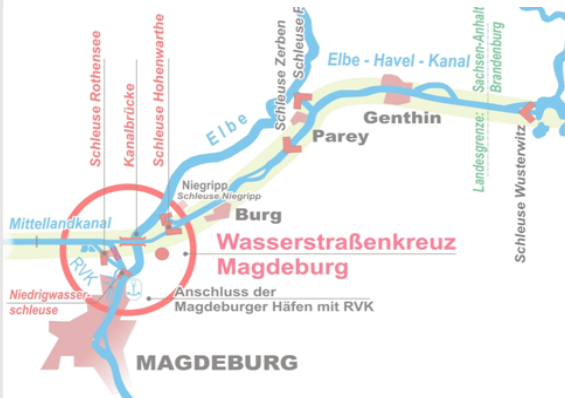 Elbe - Havel - Kanal
Sachsen-Anhalt
Brandenburg
Landesgrenze:
Schleuse Rothensee
Kanalbrücke
Schleuse Hohenwarthe
Schleuse Zerben
Elbe
Genthin
Parey
Schleuse Wusterwitz
Niegripp
Schleuse Niegripp
Burg
Mittellandkanal
Wasserstraßenkreuz
Magdeburg
RVK
Niedrigwasser-
schleuse
Anschluss der
Magdeburger Häfen mit RVK
MAGDEBURG